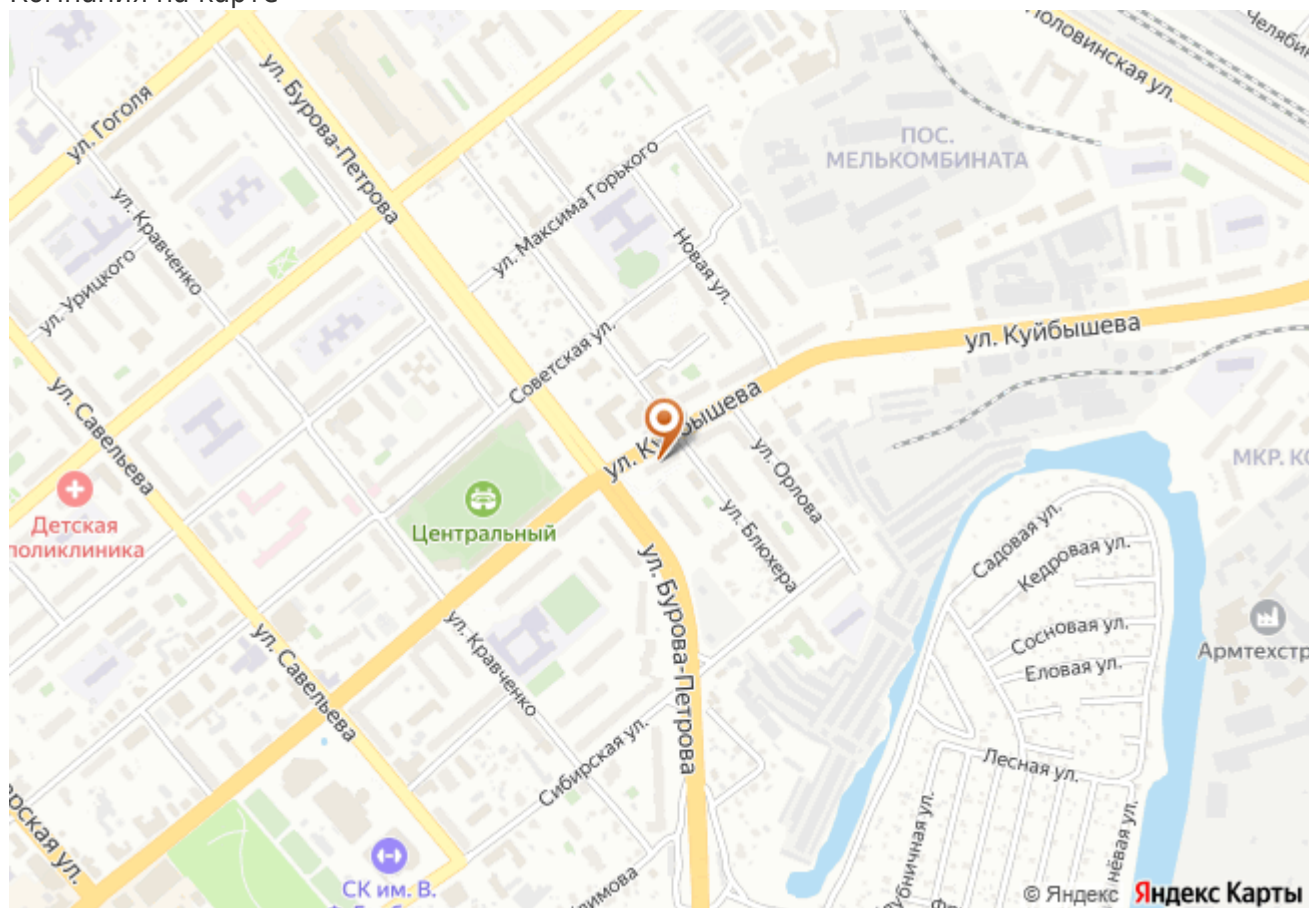 Компания на карте
Половинская ул.
ул. Гоголя
ул. Бурова-Петрова
ПОС.
МЕЛЬКОМБИНАТА
ул. Максима Горького
ул. Кравченко
Новая ул.
ул. Урицкого
ул. Куйбышева
Советская ул.
ул. Савельева
ул. Куйбышева
ул. Орлова
МКР.
Детская
поликлиника
Центральный
ул. Блюхера
Садовая ул.
Кедровая ул.
ул. Бурова-Петрова
Сосновая ул.
Еловая ул.
Армтехстр
ул. Савельева
ул. Кравченко
Сибирская ул.
Лесная ул.
СК им. В.
© Яндекс Яндекс Карты